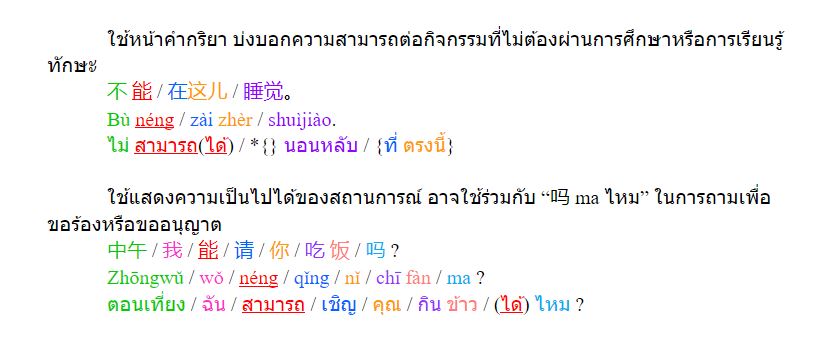 ใช้หน้าคำกริยา บ่งบอกความสามารถต่อกิจกรรมที่ไม่ต้องผ่านการศึกษาหรือการเรียนรู้
ทักษะ
不 能 / 在这儿 / 睡觉。
Bù néng / zài zhèr / shuìjiào.
ไม่ สามารถ(ได้) / *{} นอนหลับ / {ที่ ตรงนี้}
ใช้แสดงความเป็นไปได้ของสถานการณ์ อาจใช้ร่วมกับ “吗 ma ไหม” ในการถามเพื่อ
ขอร้องหรือขออนุญาต
中午 / 我 / 能 / 请 / 你 / 吃 饭 / 吗 ?
Zhōngwǔ / wǒ / néng / qǐng / nǐ / chī fàn / ma ?
ตอนเที่ยง / ฉัน / สามารถ / เชิญ / คุณ / กิน ข้าว / (ได้) ไหม ?